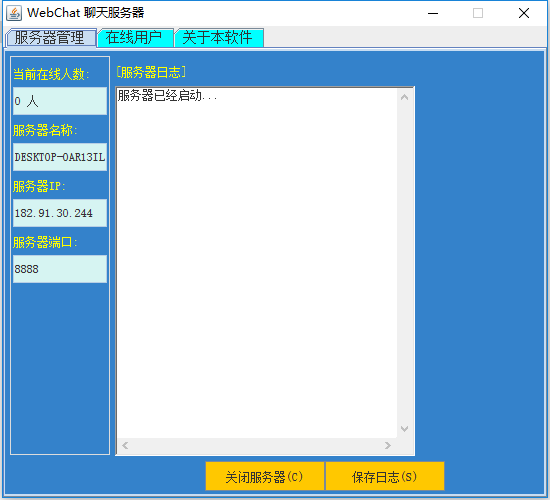 WebChat 聊天服务器
服务器管理 在线用户 关于本软件
当前在线人数:
0 人
服务器名称:
DESKTOP-OAR13IL
服务器IP:
182.91.30.244
服务器端口:
8888
[服务器日志]
服务器已经启动...
关闭服务器(C) 保存日志(S)